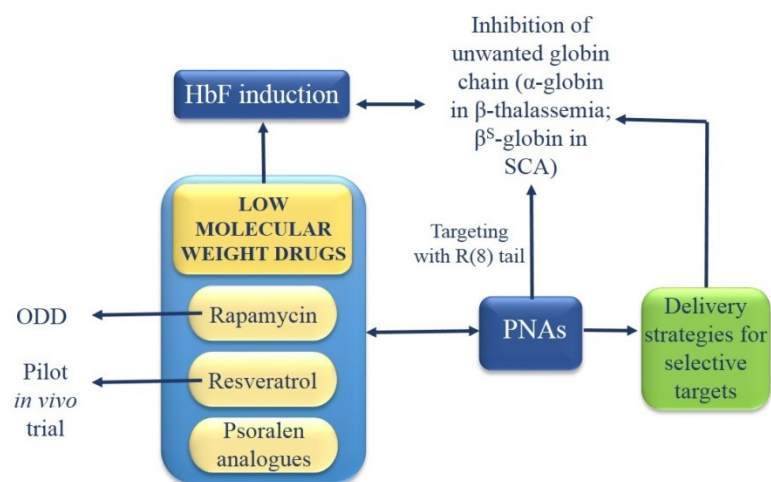 Inhibition of
unwanted globin
chain (α-globin
in β-thalassemia;
βˢ-globin in
SCA)
HbF induction
LOW
MOLECULAR
WEIGHT DRUGS
Targeting
with R(8) tail
ODD
Rapamycin
PNAs
Delivery
strategies for
selective
targets
Pilot
in vivo
trial
Resveratrol
Psoralen
analogues